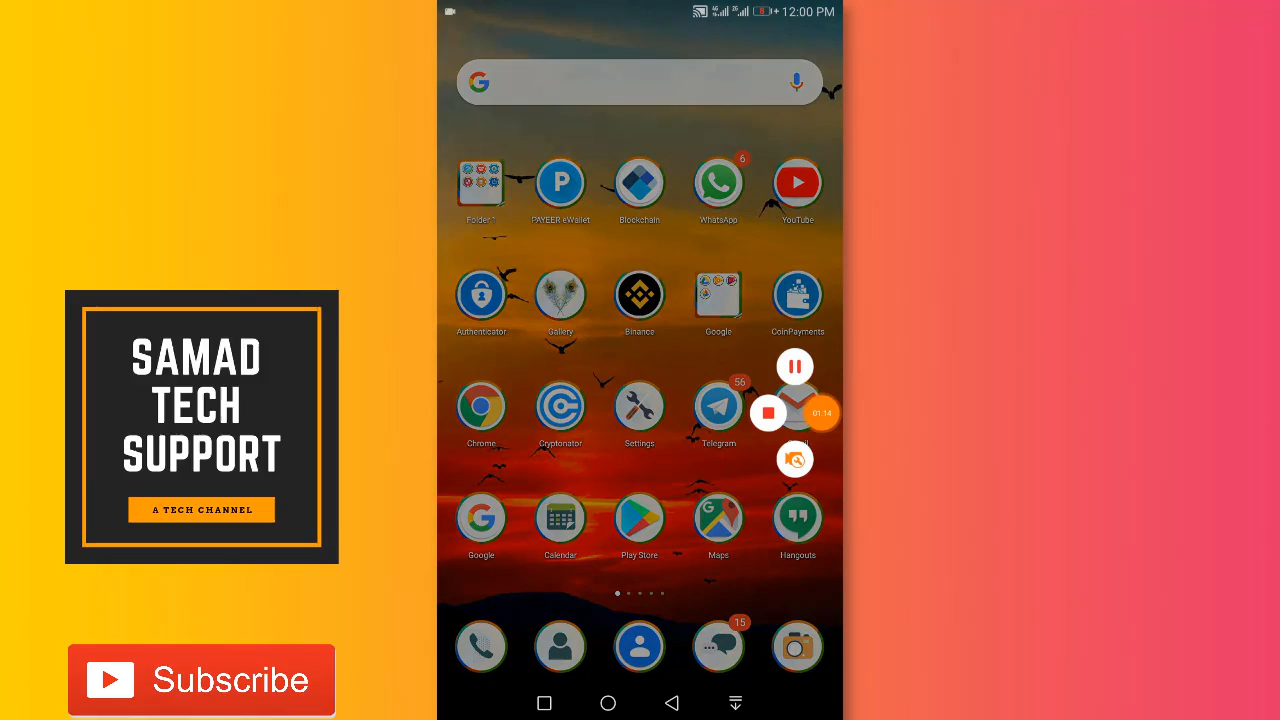 12:00 PM
Folder 1
PAYEER eWallet
Blockchain
6
WhatsApp
YouTube
Authenticator
Gallery
Binance
Google
CoinPayments
Chrome
Cryptonator
Settings
56
Telegram
01:14
Google
Calendar
Play Store
Maps
Hangouts
15
SAMAD
TECH
SUPPORT
A TECH CHANNEL
Subscribe